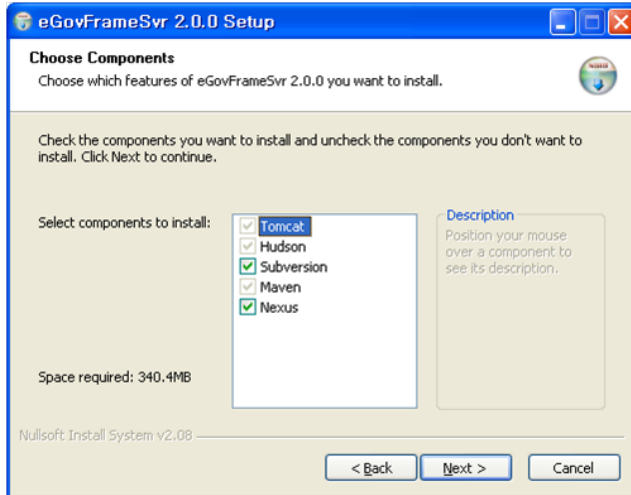 eGovFrameSvr 2.0.0 Setup
Choose Components
Choose which features of eGovFrameSvr 2.0.0 you want to install.
Check the components you want to install and uncheck the components you don't want to
install. Click Next to continue.
Select components to install:
Tomcat
Hudson
Subversion
Maven
Nexus
Description
Position your mouse
over a component to
see its description.
Space required: 340.4MB
Nullsoft Install System v2.08
< Back
Next >
Cancel